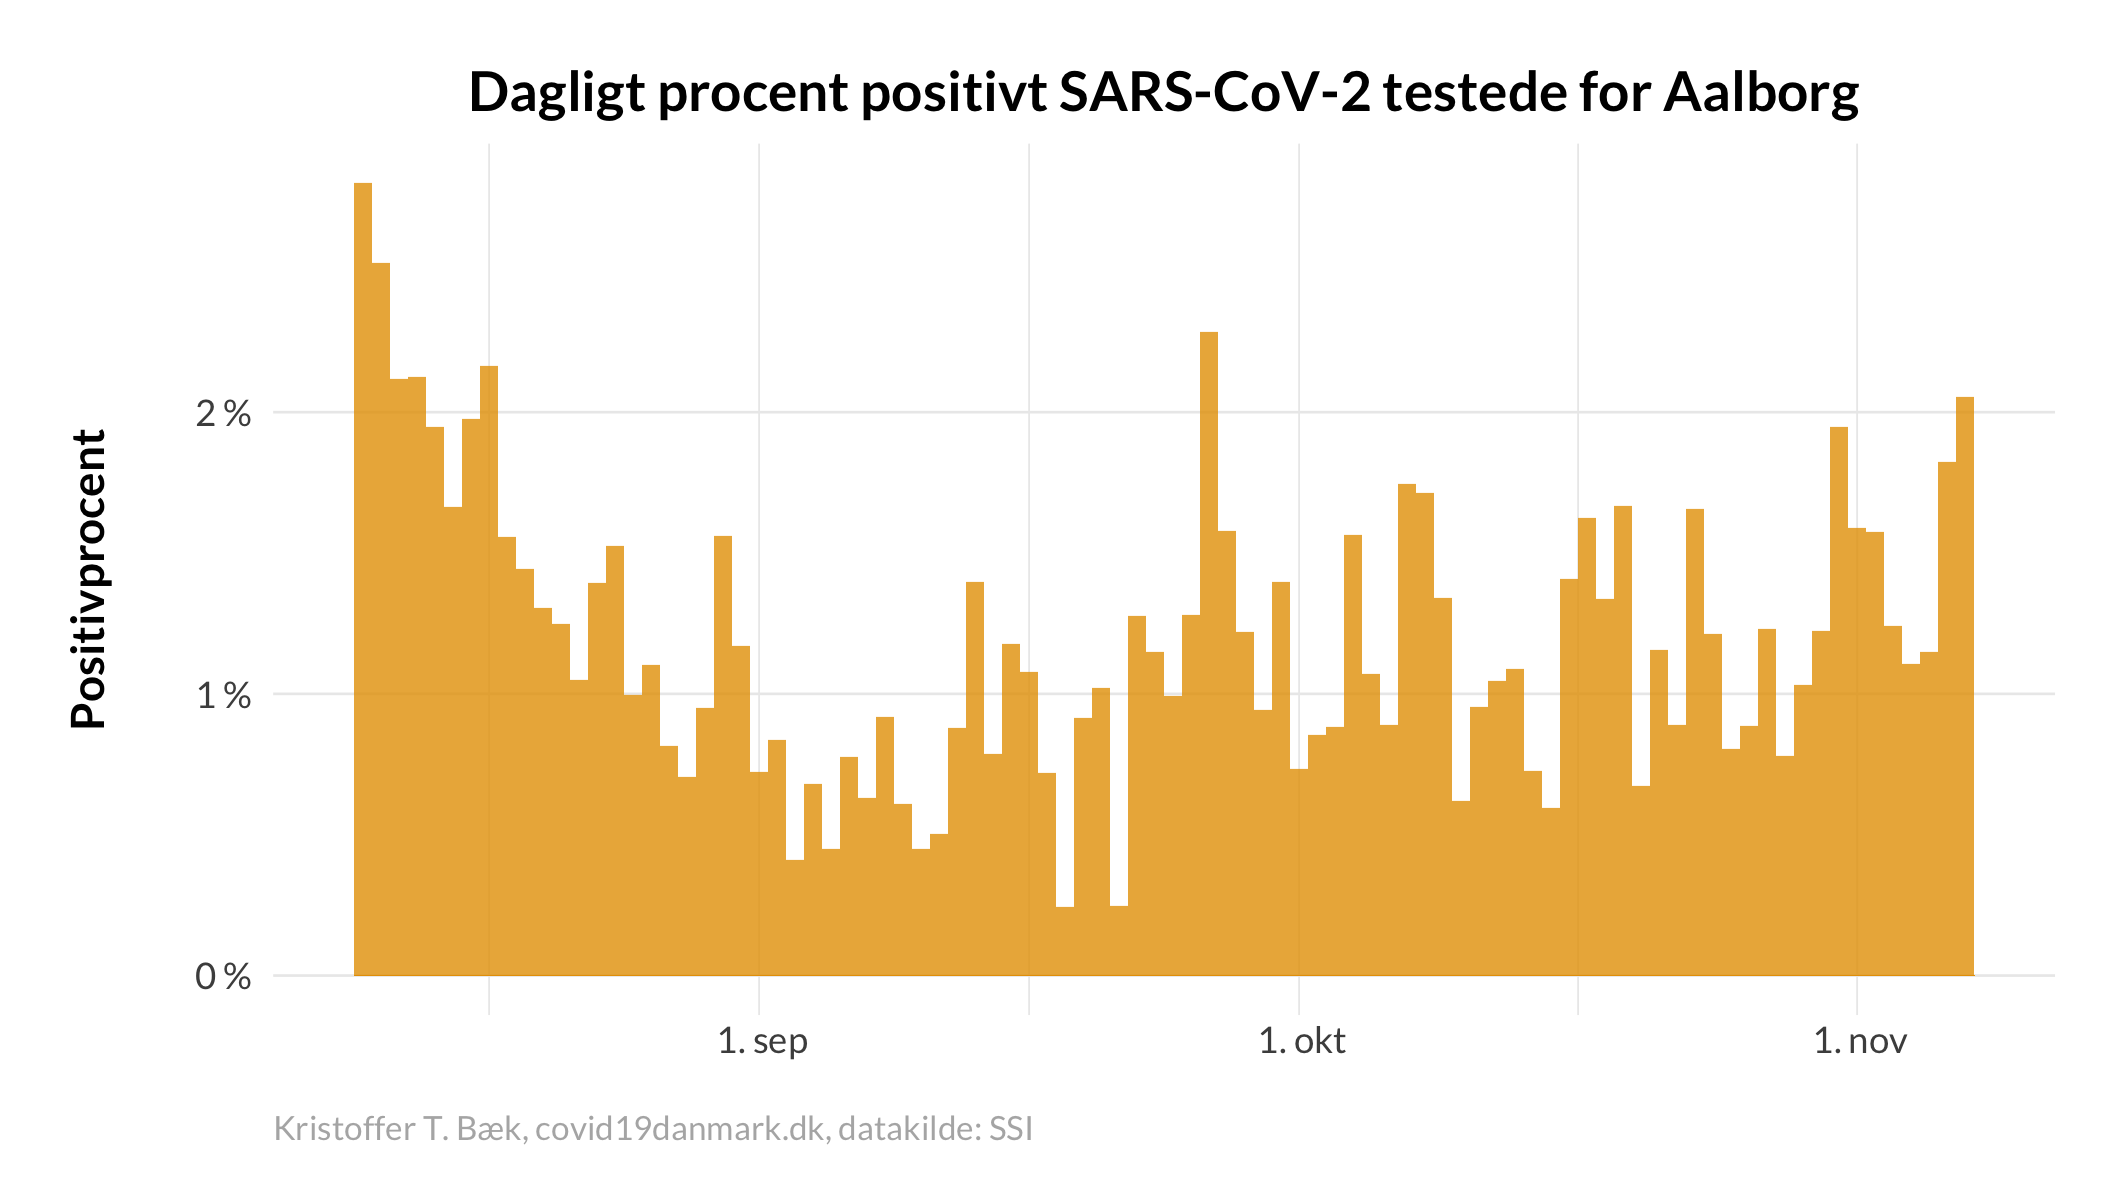 Dagligt procent positivt SARS-CoV-2 testede for Aalborg
Positivprocent
2 %
1 %
0 %
1. sep
1. okt
1. nov
Kristoffer T. Bæk, covid19danmark.dk, datakilde: SSI